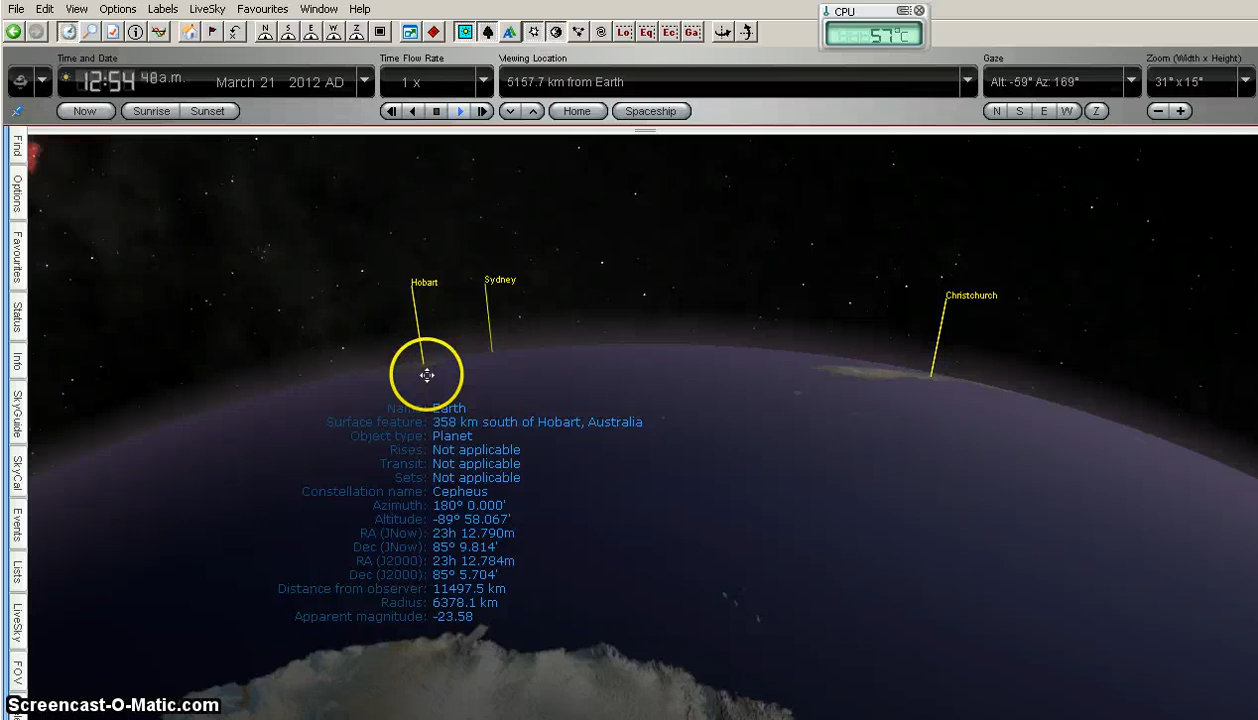 File Edit View Options Labels LiveSky Favourites Window Help
CPU
57°C
N S E W Z Lo Eq Ec Ga
Time and Date Time Flow Rate Viewing Location Gaze Zoom (Width x Height)
12:54 48 a.m. March 21 2012 AD 1 x 5157.7 km from Earth Alt: -59° Az: 169° 31° x 15°
Now Sunrise Sunset Home Spaceship N S E W Z
Find
Options
Favourites
Status
Info
SkyGuide
SkyCal
Events
Lists
LiveSky
FOV
Hobart
Sydney
Christchurch
Name: Earth
Surface feature: 358 km south of Hobart, Australia
Object type: Planet
Rises: Not applicable
Transit: Not applicable
Sets: Not applicable
Constellation name: Cepheus
Azimuth: 180° 0.000'
Altitude: -89° 58.067'
RA (JNow): 23h 12.790m
Dec (JNow): 85° 9.814'
RA (J2000): 23h 12.784m
Dec (J2000): 85° 5.704'
Distance from observer: 11497.5 km
Radius: 6378.1 km
Apparent magnitude: -23.58
Screencast-O-Matic.com